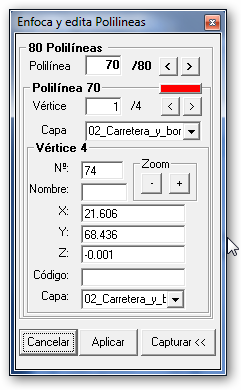 Enfoca y edita Polilineas
80 Polilíneas
Polilínea 70 /80 < >
Polilínea 70
Vértice 1 /4 < >
Capa 02_Carretera_y_bor
Vértice 4
Nº: 74 Zoom
Nombre: - +
X: 21.606
Y: 68.436
Z: -0.001
Código:
Capa: 02_Carretera_y_b
Cancelar Aplicar Capturar <<